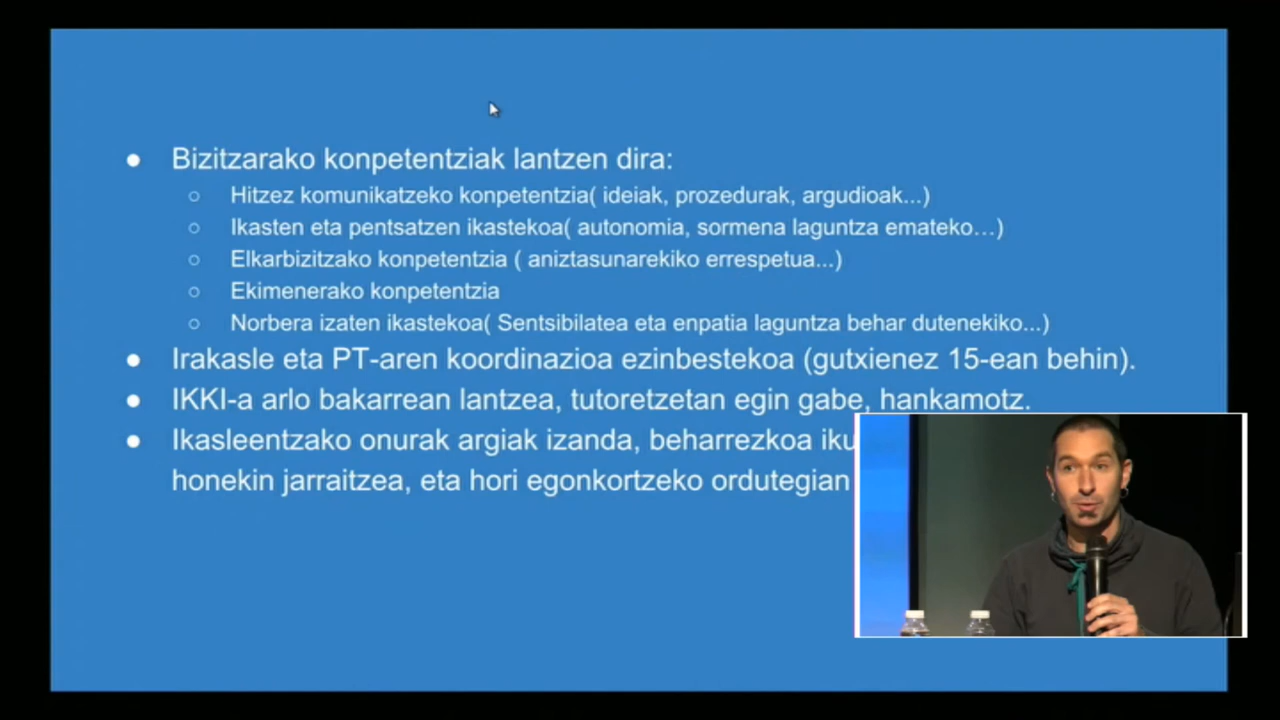 Bizitzarako konpetentziak lantzen dira:
Hitzez komunikatzeko konpetentzia( ideiak, prozedurak, argudioak...)
Ikasten eta pentsatzen ikastekoa( autonomia, sormena laguntza emateko…)
Elkarbizitzako konpetentzia ( aniztasunarekiko errespetua...)
Ekimenerako konpetentzia
Norbera izaten ikastekoa( Sentsibilatea eta enpatia laguntza behar dutenekiko...)
Irakasle eta PT-aren koordinazioa ezinbestekoa (gutxienez 15-ean behin).
IKKI-a arlo bakarrean lantzea, tutoretzetan egin gabe, hankamotz.
Ikasleentzako onurak argiak izanda, beharrezkoa
honekin jarraitzea, eta hori egonkortzeko ordutegian